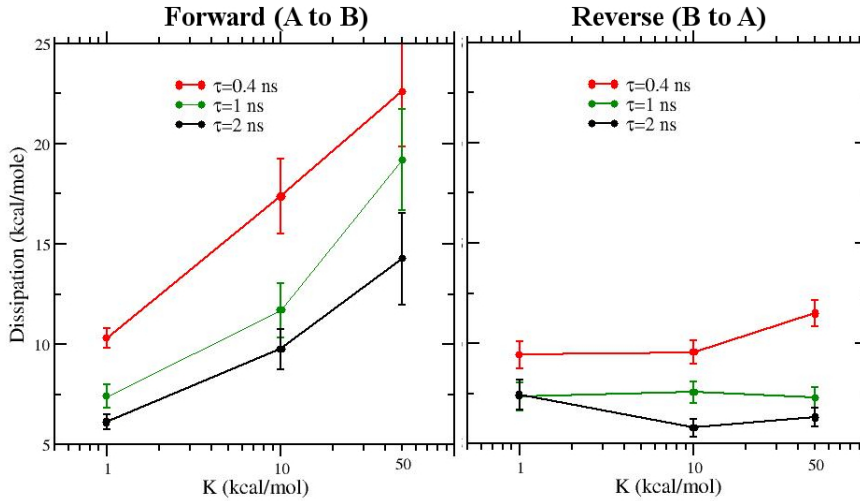 Forward (A to B)
Reverse (B to A)
Dissipation (kcal/mole)
25
20
15
10
5
τ=0.4 ns
τ=1 ns
τ=2 ns
1
10
50
K (kcal/mol)
τ=0.4 ns
τ=1 ns
τ=2 ns
1
10
50
K (kcal/mol)